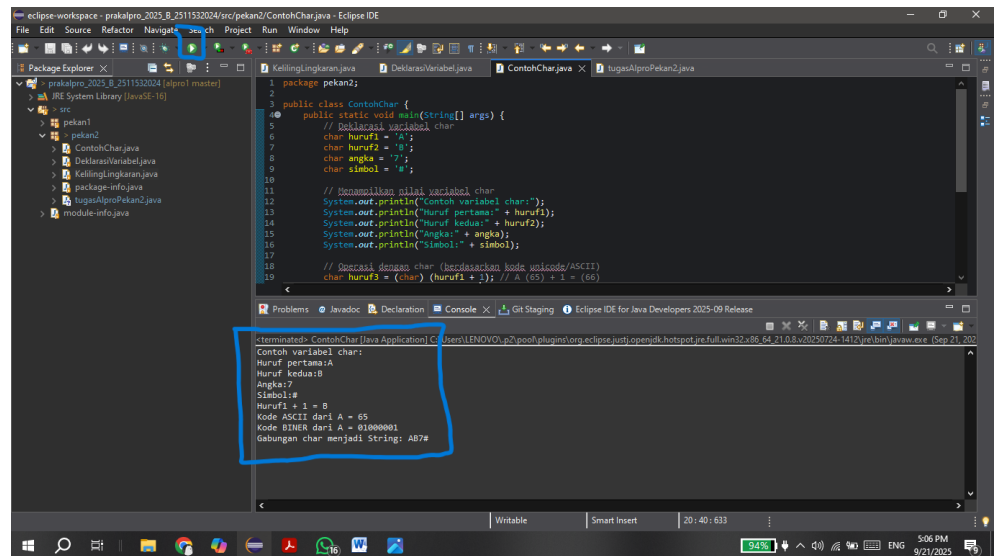 eclipse-workspace - prakalpro_2025_B_2511532024/src/pekan2/ContohChar.java - Eclipse IDE
File Edit Source Refactor Navigate Search Project Run Window Help
Package Explorer
KelilingLingkaran.java DeklarasiVariabel.java ContohChar.java tugasAlproPekan2.java
> prakalpro_2025_B_2511532024 [alpro1 master]
JRE System Library [JavaSE-16]
> src
pekan1
> pekan2
ContohChar.java
DeklarasiVariabel.java
KelilingLingkaran.java
package-info.java
tugasAlproPekan2.java
module-info.java
1 package pekan2;
2
3 public class ContohChar {
4 public static void main(String[] args) {
5 // Deklarasi variabel char
6 char huruf1 = 'A';
7 char huruf2 = 'B';
8 char angka = '7';
9 char simbol = '#';
10
11 // Menampilkan nilai variabel char
12 System.out.println("Contoh variabel char:");
13 System.out.println("Huruf pertama:" + huruf1);
14 System.out.println("Huruf kedua:" + huruf2);
15 System.out.println("Angka:" + angka);
16 System.out.println("Simbol:" + simbol);
17
18 // Operasi dengan char (berdasarkan kode unicode/ASCII)
19 char huruf3 = (char) (huruf1 + 1); // A (65) + 1 = (66)
Problems Javadoc Declaration Console Git Staging Eclipse IDE for Java Developers 2025-09 Release
<terminated> ContohChar [Java Application] C:\Users\LENOVO\.p2\pool\plugins\org.eclipse.justj.openjdk.hotspot.jre.full.win32.x86_64_21.0.8.v20250724-1412\jre\bin\javaw.exe (Sep 21, 202
Contoh variabel char:
Huruf pertama:A
Huruf kedua:B
Angka:7
Simbol:#
Huruf1 + 1 = B
Kode ASCII dari A = 65
Kode BINER dari A = 01000001
Gabungan char menjadi String: AB7#
Writable Smart Insert 20 : 40 : 633
16 94% ENG 5:06 PM
9/21/2025